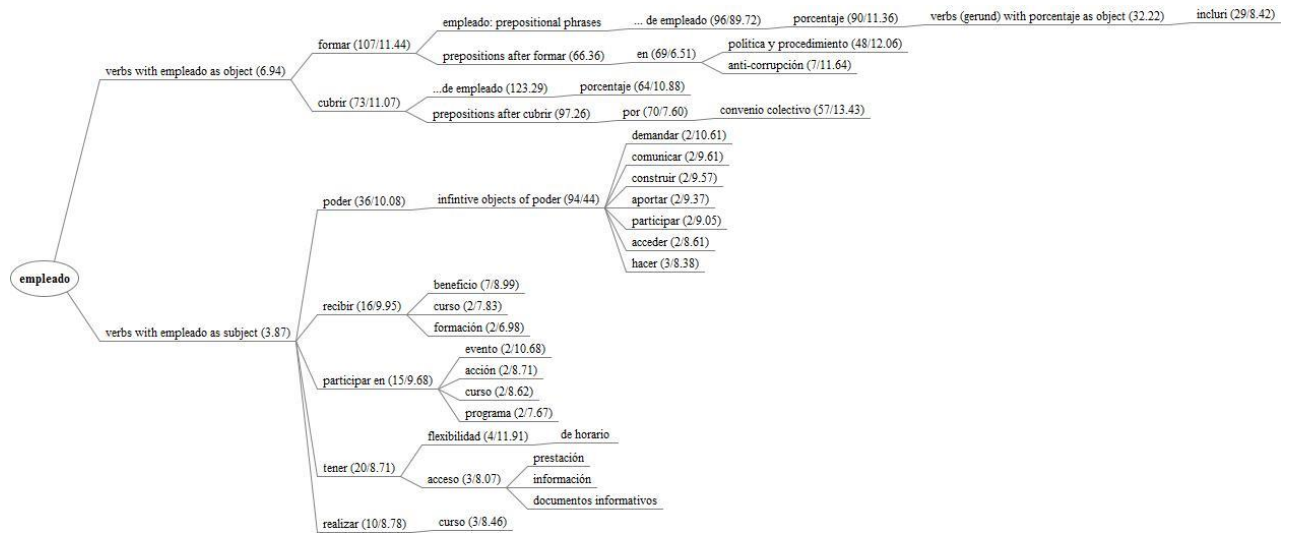 empleado
verbs with empleado as object (6.94)
formar (107/11.44)
empleado: prepositional phrases
... de empleado (96/89.72)
porcentaje (90/11.36)
verbs (gerund) with porcentaje as object (32.22)
incluri (29/8.42)
prepositions after formar (66.36)
en (69/6.51)
política y procedimiento (48/12.06)
anti-corrupción (7/11.64)
cubrir (73/11.07)
...de empleado (123.29)
porcentaje (64/10.88)
prepositions after cubrir (97.26)
por (70/7.60)
convenio colectivo (57/13.43)
verbs with empleado as subject (3.87)
poder (36/10.08)
infintive objects of poder (94/44)
demandar (2/10.61)
comunicar (2/9.61)
construir (2/9.57)
aportar (2/9.37)
participar (2/9.05)
acceder (2/8.61)
hacer (3/8.38)
recibir (16/9.95)
beneficio (7/8.99)
curso (2/7.83)
formación (2/6.98)
participar en (15/9.68)
evento (2/10.68)
acción (2/8.71)
curso (2/8.62)
programa (2/7.67)
tener (20/8.71)
flexibilidad (4/11.91)
de horario
acceso (3/8.07)
prestación
información
documentos informativos
realizar (10/8.78)
curso (3/8.46)